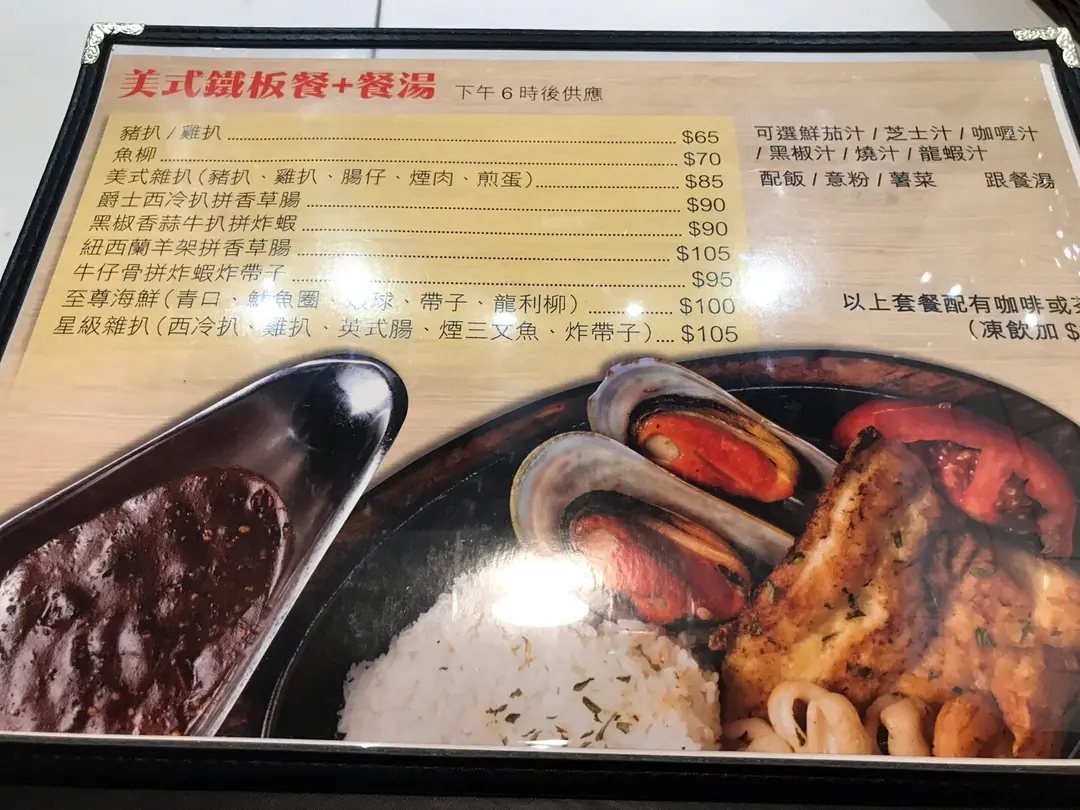 美式鐵板餐+餐湯 下午6時後供應
豬扒/雞扒 $65
魚柳 $70
美式雜扒(豬扒、雞扒、腸仔、煙肉、煎蛋) $85
爵士西冷扒拼香草腸 $90
黑椒香蒜牛扒拼炸蝦 $90
紐西蘭羊架拼香草腸 $105
牛仔骨拼炸蝦炸帶子 $95
至尊海鮮(青口、魷魚圈、蝦球、帶子、龍利柳) $100
星級雜扒(西冷扒、雞扒、英式腸、煙三文魚、炸帶子) $105
可選鮮茄汁/芝士汁/咖喱汁
/黑椒汁/燒汁/龍蝦汁
配飯/意粉/薯菜 跟餐湯
以上套餐配有咖啡或
(凍飲加$